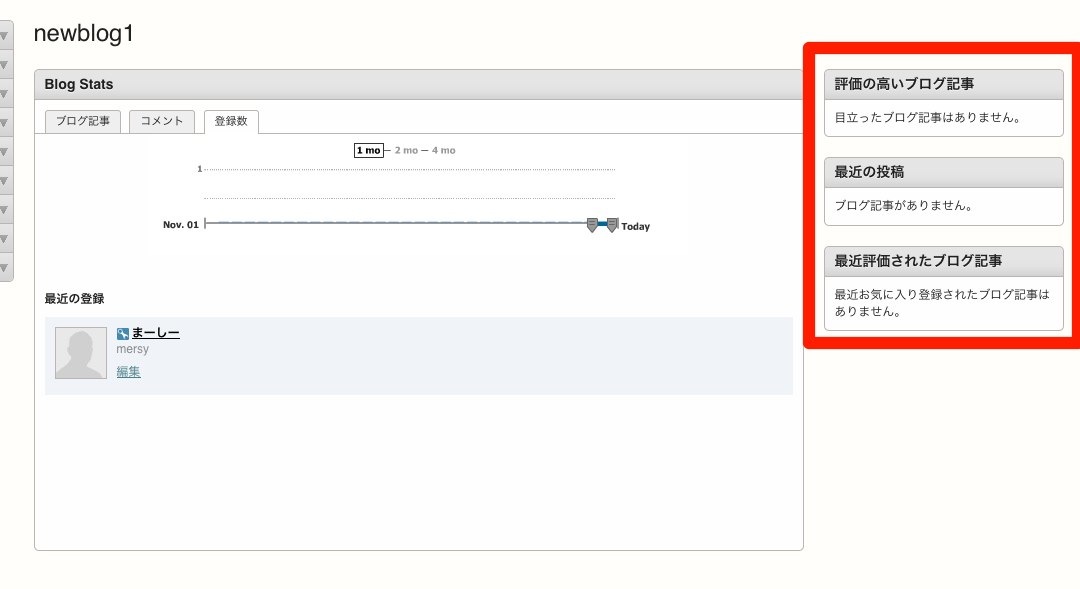 newblog1
Blog Stats
ブログ記事
コメント
登録数
1 mo — 2 mo — 4 mo
1
Nov. 01
Today
最近の登録
まーしー
mersy
編集
評価の高いブログ記事
目立ったブログ記事はありません。
最近の投稿
ブログ記事がありません。
最近評価されたブログ記事
最近お気に入り登録されたブログ記事は
ありません。